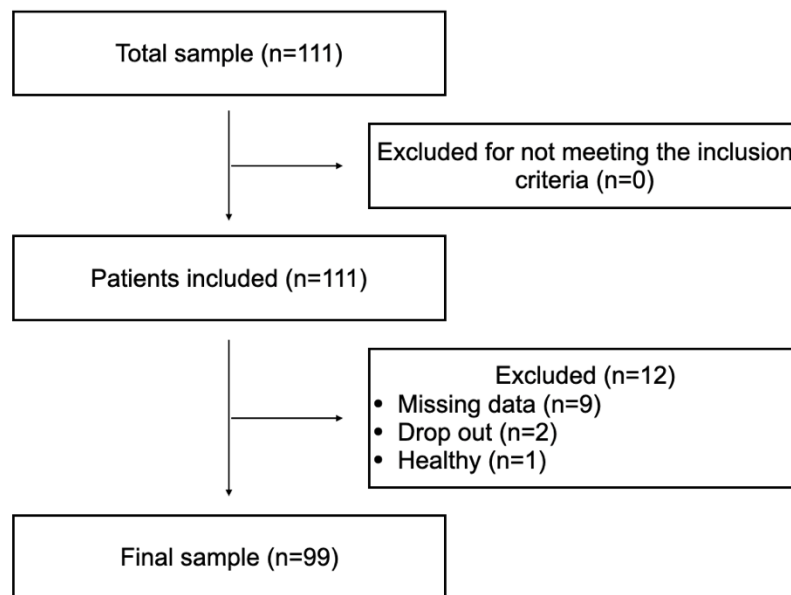 Total sample (n=111)
Excluded for not meeting the inclusion
criteria (n=0)
Patients included (n=111)
Excluded (n=12)
• Missing data (n=9)
• Drop out (n=2)
• Healthy (n=1)
Final sample (n=99)